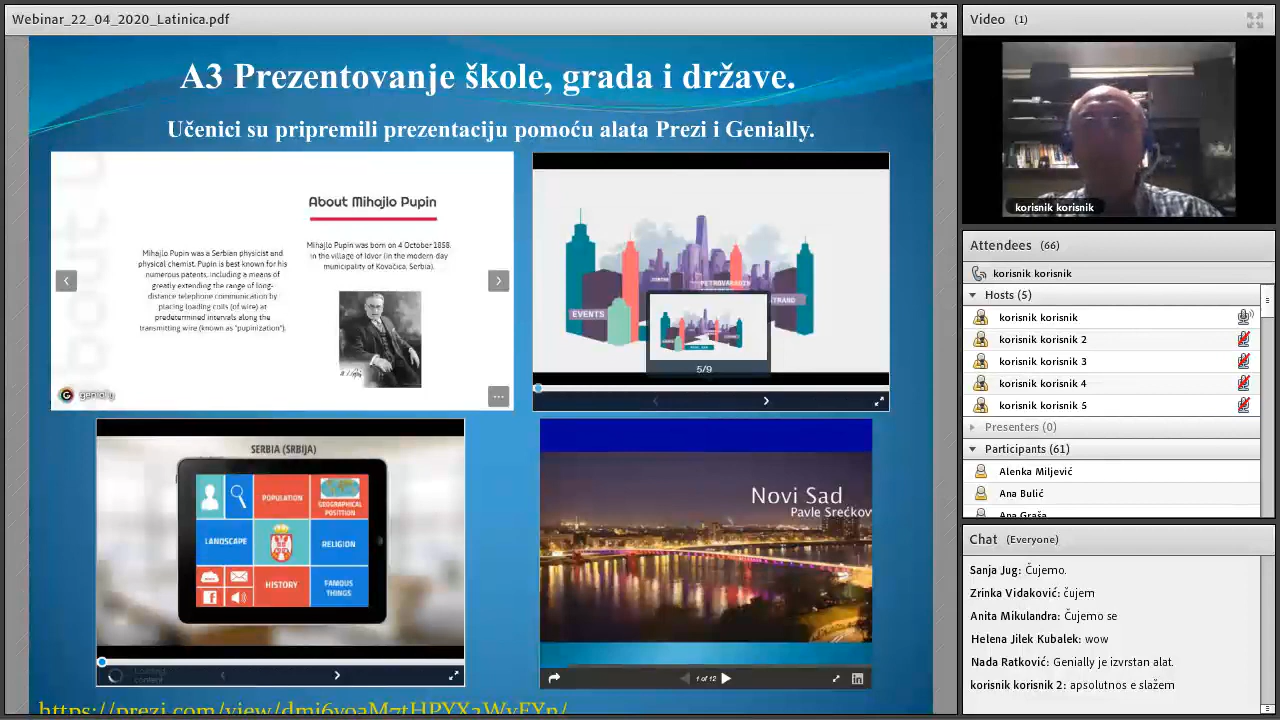 Webinar_22_04_2020_Latinica.pdf
A3 Prezentovanje škole, grada i države.
Učenici su pripremili prezentaciju pomoću alata Prezi i Genially.
About Mihajlo Pupin
Mihajlo Pupin was a Serbian physicist and
physical chemist. Pupin is best known for his
numerous patents, including a means of
greatly extending the range of long-
distance telephone communication by
placing loading coils (of wire) at
predetermined intervals along the
transmitting wire (known as "pupinization").
Mihajlo Pupin was born on 4 October 1858.
in the village of Idvor (in the modern day
municipality of Kovačica, Serbia).
genially
PETROVARADIN
STRAND
EVENTS
5/9
SERBIA (SRBIJA)
POPULATION
GEOGRAPHICAL
POSITION
LANDSCAPE
RELIGION
HISTORY
FAMOUS
THINGS
Loading
content
Novi Sad
Pavle Srećkov
1 of 12
Video (1)
korisnik korisnik
Attendees (66)
korisnik korisnik
Hosts (5)
korisnik korisnik
korisnik korisnik 2
korisnik korisnik 3
korisnik korisnik 4
korisnik korisnik 5
Presenters (0)
Participants (61)
Alenka Miljević
Ana Bulić
Ana Graša
Chat (Everyone)
Sanja Jug: Čujemo.
Zrinka Vidaković: čujem
Anita Mikulandra: Čujemo se
Helena Jilek Kubalek: wow
Nada Ratković: Genially je izvrstan alat.
korisnik korisnik 2: apsolutnos e slažem